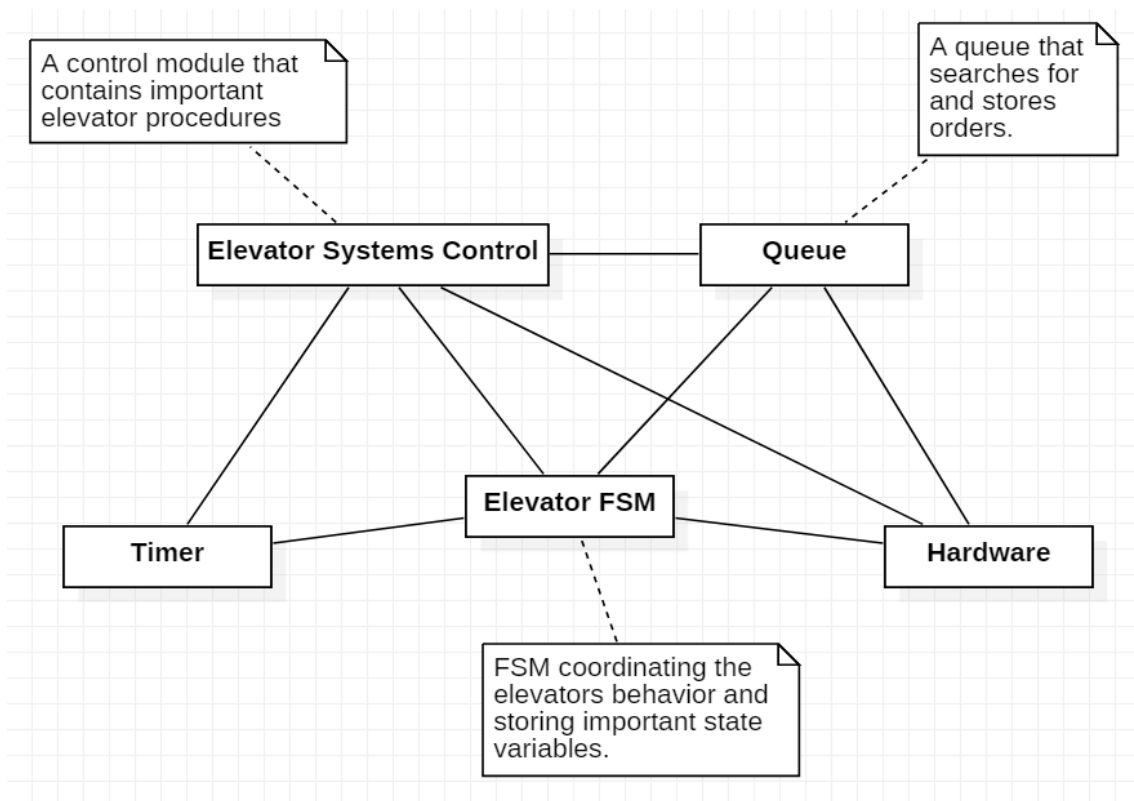 A control module that
contains important
elevator procedures
A queue that
searches for
and stores
orders.
Elevator Systems Control
Queue
Elevator FSM
Timer
Hardware
FSM coordinating the
elevators behavior and
storing important state
variables.